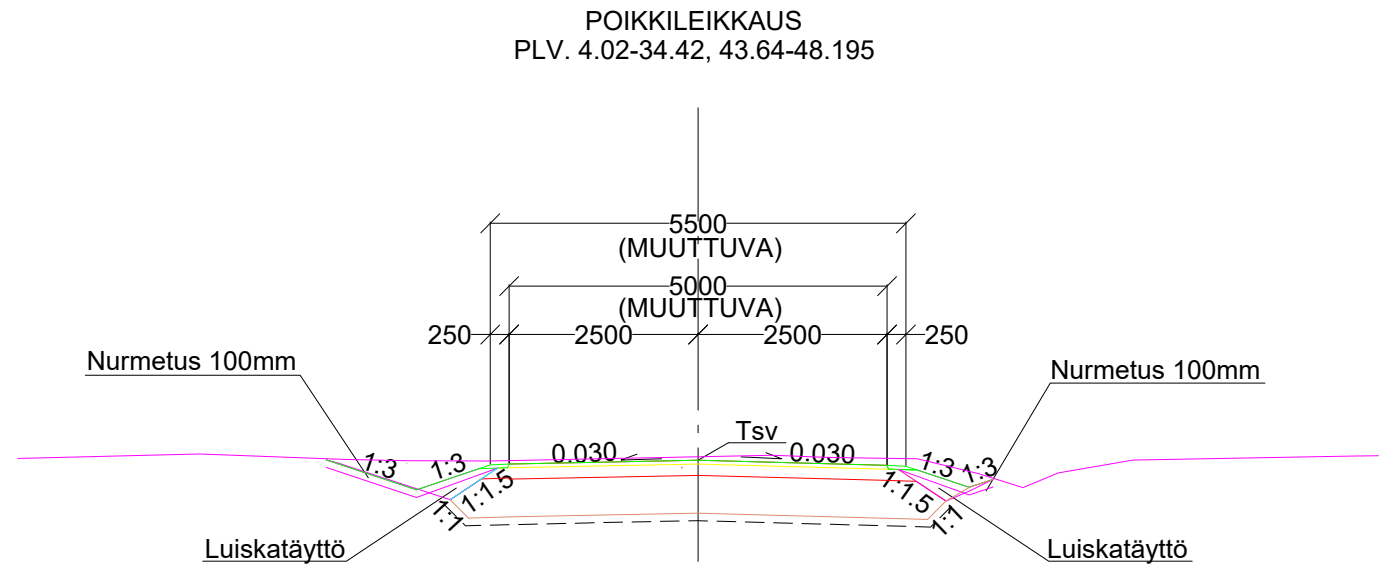 POIKKILEIKKAUS
PLV. 4.02-34.42, 43.64-48.195
5500
(MUUTTUVA)
5000
(MUUTTUVA)
250 2500 2500 250
Nurmetus 100mm
Nurmetus 100mm
Tsv
0.030 0.030
1:3 1:3 1:3 1:3
1:1.5 1:1.5
1:1 1:1
Luiskatäyttö Luiskatäyttö